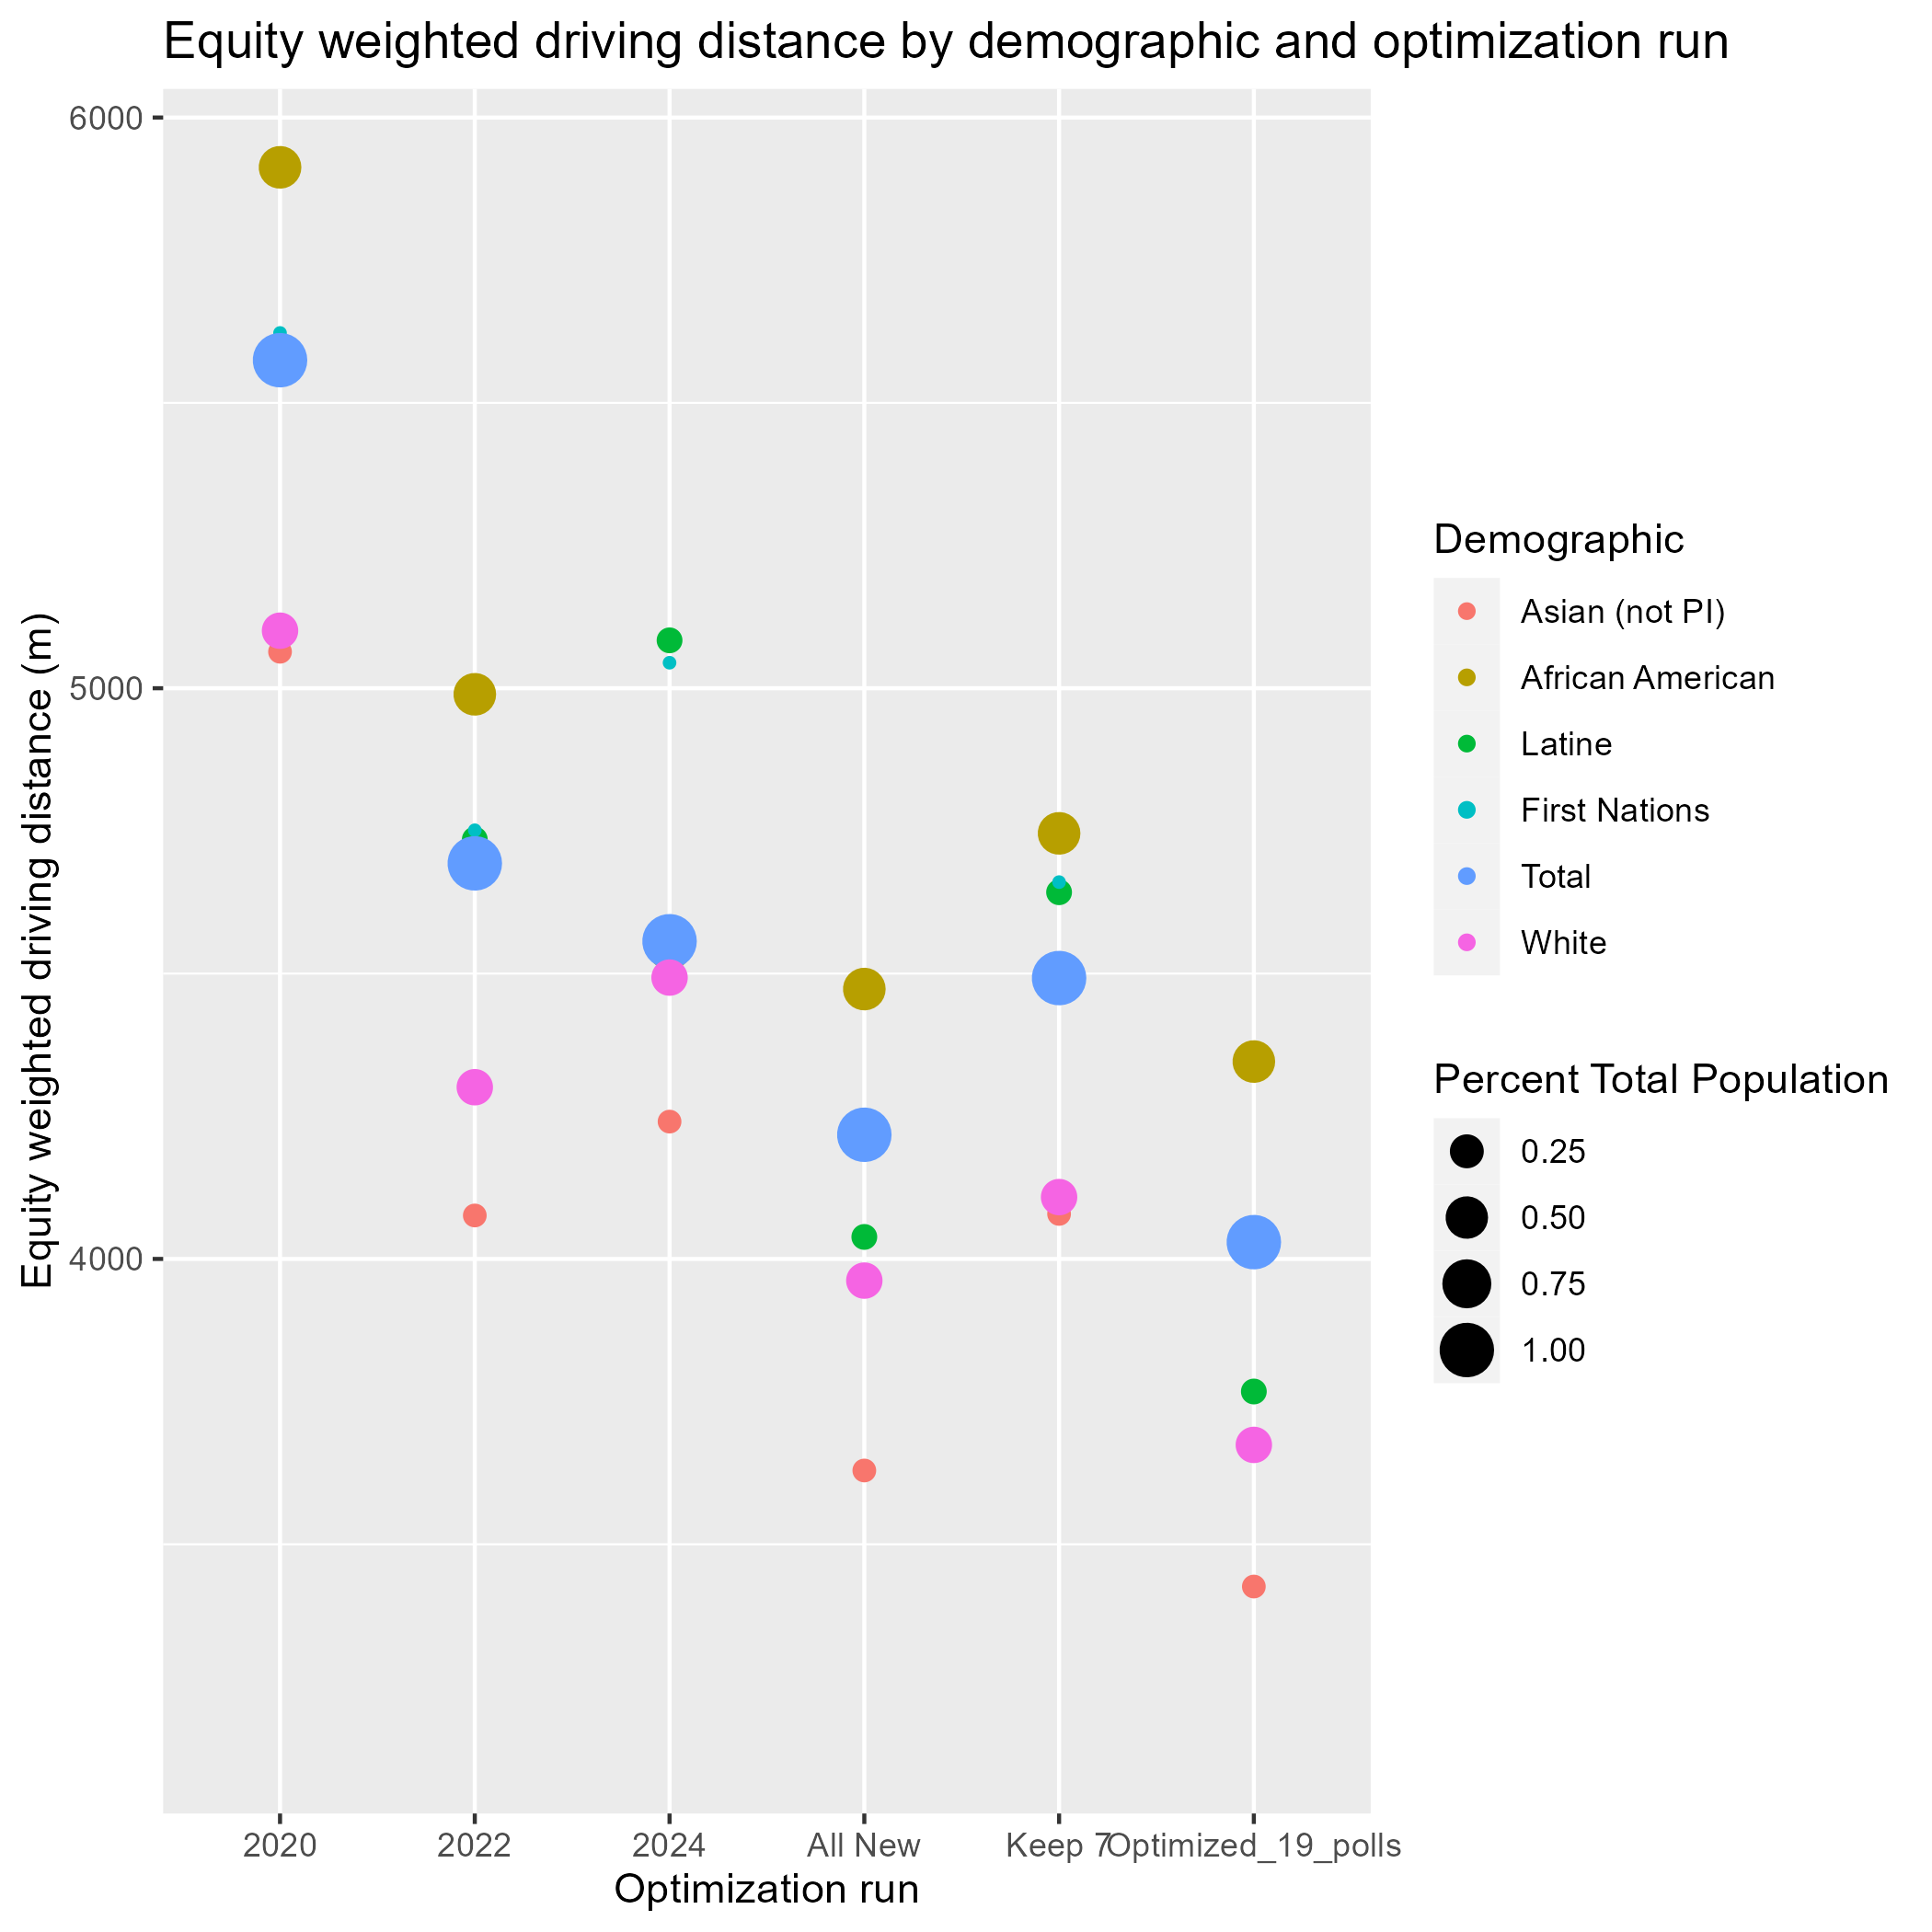 Equity weighted driving distance by demographic and optimization run
Equity weighted driving distance (m)
6000
5000
4000
2020
2022
2024
All New
Keep 7
Optimized_19_polls
Optimization run
Demographic
Asian (not PI)
African American
Latine
First Nations
Total
White
Percent Total Population
0.25
0.50
0.75
1.00